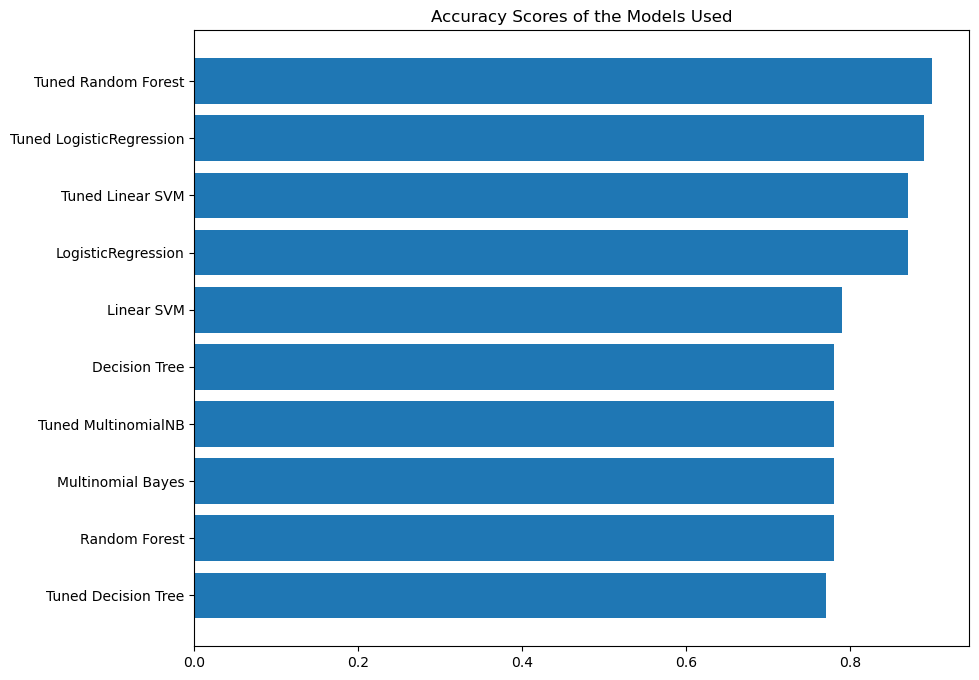 Accuracy Scores of the Models Used
Tuned Random Forest
Tuned LogisticRegression
Tuned Linear SVM
LogisticRegression
Linear SVM
Decision Tree
Tuned MultinomialNB
Multinomial Bayes
Random Forest
Tuned Decision Tree
0.0 0.2 0.4 0.6 0.8